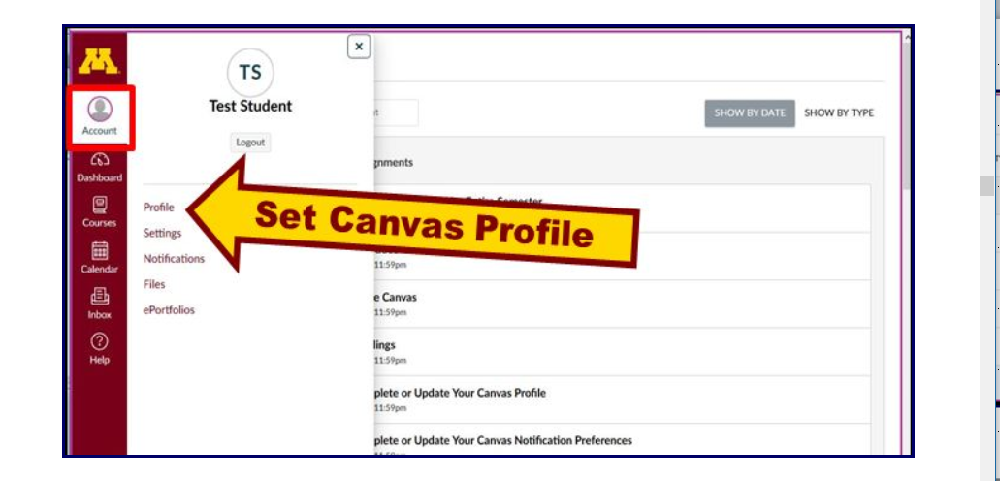 TS
Test Student
Logout
Account
Dashboard
Courses
Calendar
Inbox
Help
Profile
Settings
Notifications
Files
ePortfolios
Set Canvas Profile
SHOW BY DATE SHOW BY TYPE
gnments
Semester
11:59pm
e Canvas
11:59pm
lings
11:59pm
plete or Update Your Canvas Profile
11:59pm
plete or Update Your Canvas Notification Preferences